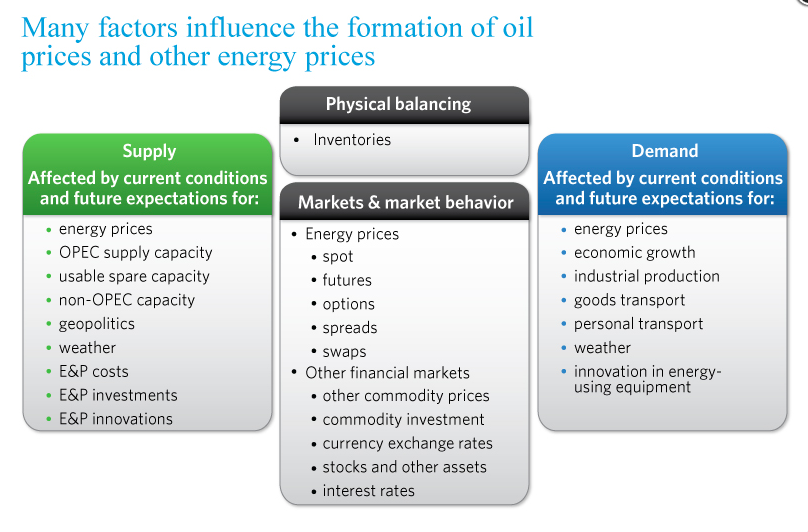 Many factors influence the formation of oil
prices and other energy prices
Physical balancing
• Inventories
Supply
Affected by current conditions
and future expectations for:
• energy prices
• OPEC supply capacity
• usable spare capacity
• non-OPEC capacity
• geopolitics
• weather
• E&P costs
• E&P investments
• E&P innovations
Markets & market behavior
• Energy prices
• spot
• futures
• options
• spreads
• swaps
• Other financial markets
• other commodity prices
• commodity investment
• currency exchange rates
• stocks and other assets
• interest rates
Demand
Affected by current conditions
and future expectations for:
• energy prices
• economic growth
• industrial production
• goods transport
• personal transport
• weather
• innovation in energy-
using equipment